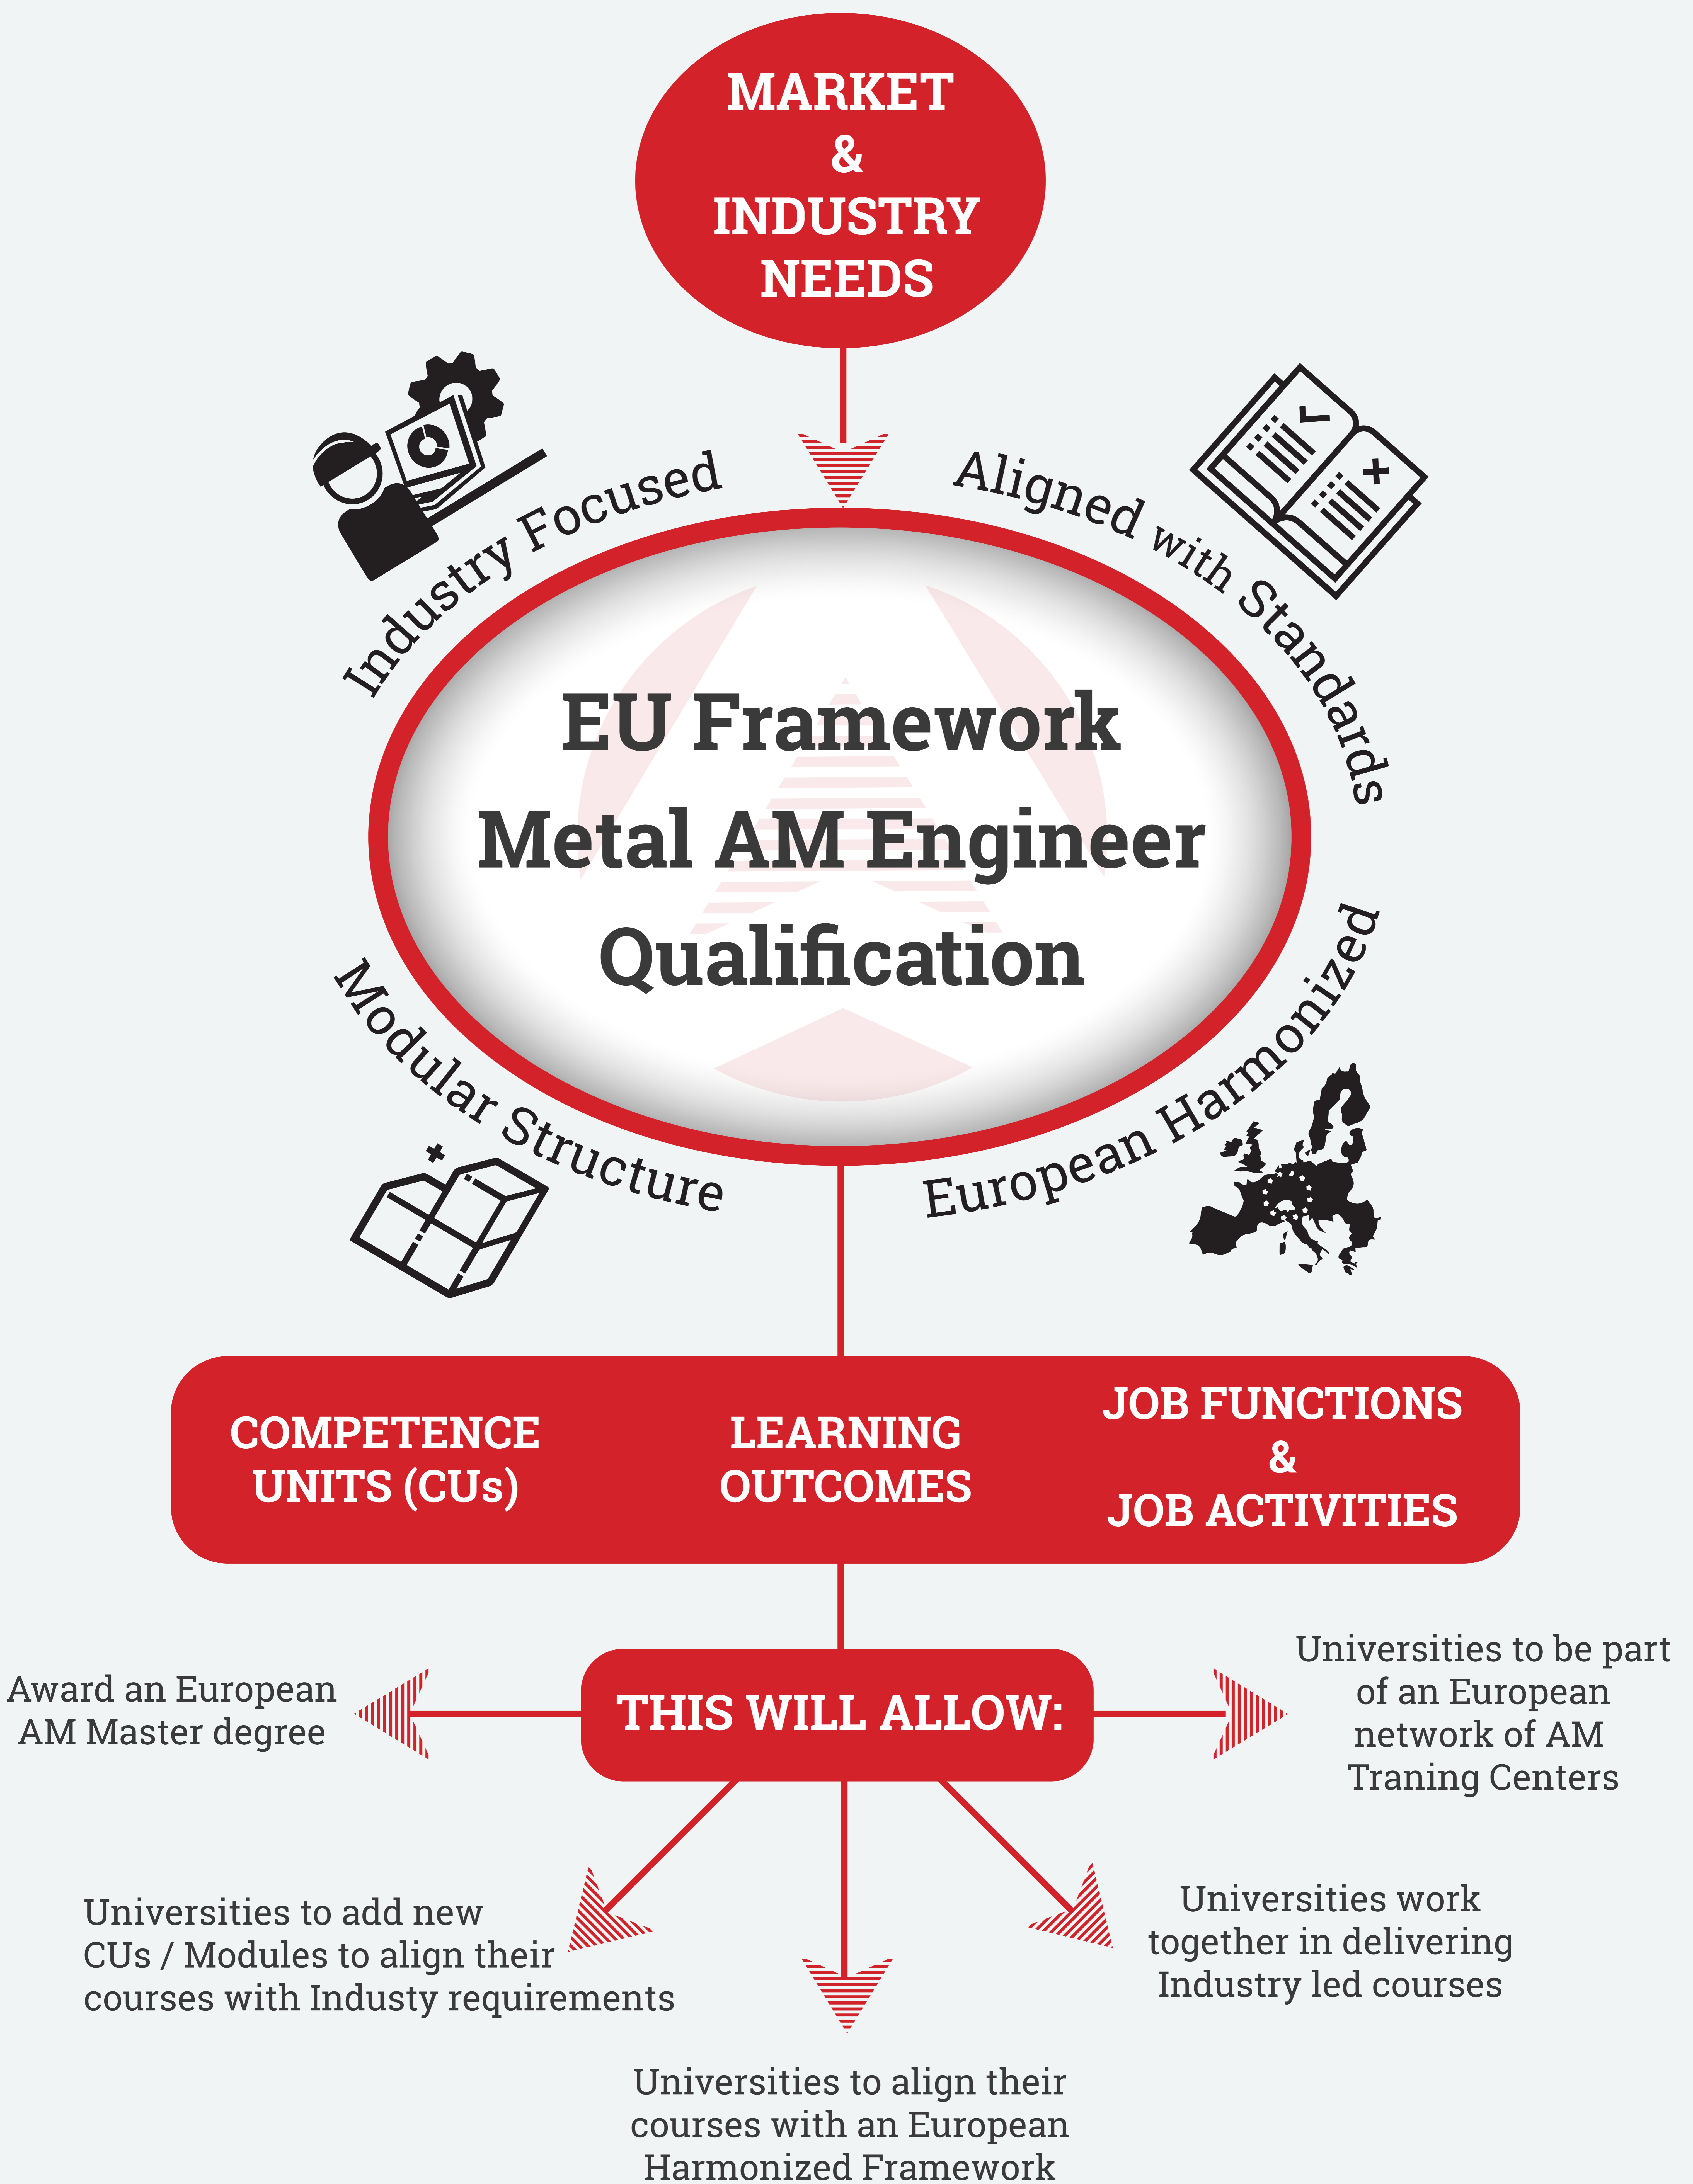 MARKET
&
INDUSTRY
NEEDS
Industry Focused
Aligned with Standards
EU Framework
Metal AM Engineer
Qualification
Modular Structure
European Harmonized
COMPETENCE
UNITS (CUs)
LEARNING
OUTCOMES
JOB FUNCTIONS
&
JOB ACTIVITIES
THIS WILL ALLOW:
Award an European
AM Master degree
Universities to be part
of an European
network of AM
Traning Centers
Universities to add new
CUs / Modules to align their
courses with Industy requirements
Universities work
together in delivering
Industry led courses
Universities to align their
courses with an European
Harmonized Framework